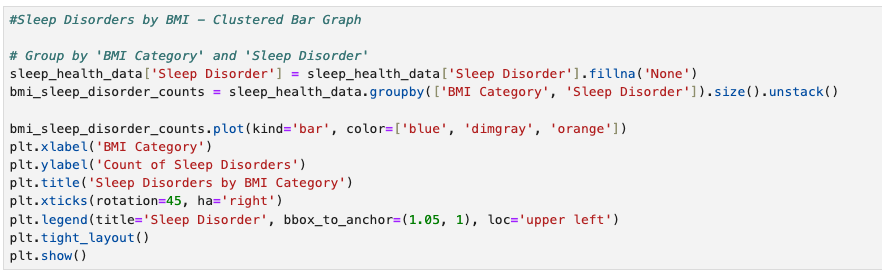 #Sleep Disorders by BMI - Clustered Bar Graph
# Group by 'BMI Category' and 'Sleep Disorder'
sleep_health_data['Sleep Disorder'] = sleep_health_data['Sleep Disorder'].fillna('None')
bmi_sleep_disorder_counts = sleep_health_data.groupby(['BMI Category', 'Sleep Disorder']).size().unstack()
bmi_sleep_disorder_counts.plot(kind='bar', color=['blue', 'dimgray', 'orange'])
plt.xlabel('BMI Category')
plt.ylabel('Count of Sleep Disorders')
plt.title('Sleep Disorders by BMI Category')
plt.xticks(rotation=45, ha='right')
plt.legend(title='Sleep Disorder', bbox_to_anchor=(1.05, 1), loc='upper left')
plt.tight_layout()
plt.show()